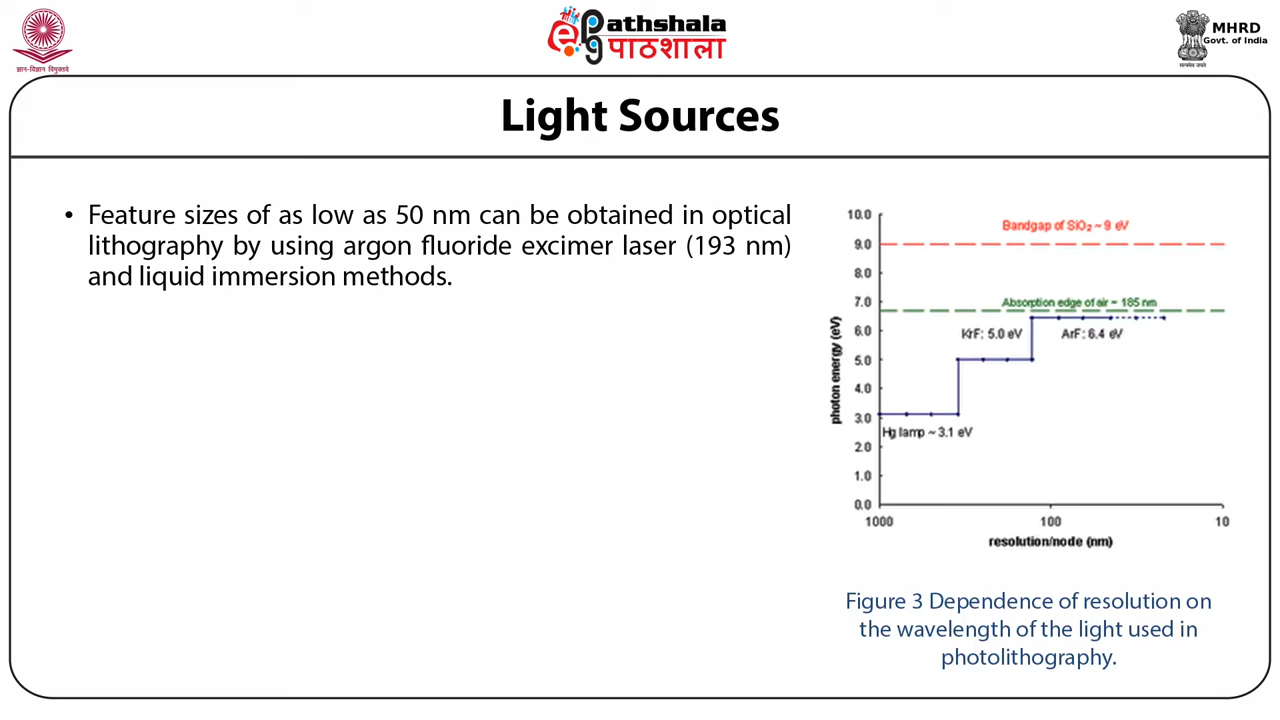 ज्ञान-विज्ञान विमुक्तये
epathshala
पाठशाला
MHRD
Govt. of India
सत्यमेव जयते
Light Sources
• Feature sizes of as low as 50 nm can be obtained in optical
lithography by using argon fluoride excimer laser (193 nm)
and liquid immersion methods.
10.0
9.0
8.0
7.0
6.0
5.0
4.0
3.0
2.0
1.0
0.0
photon energy (eV)
Bandgap of SiO₂ ~ 9 eV
Absorption edge of air ~ 185 nm
KrF: 5.0 eV
ArF: 6.4 eV
Hg lamp ~ 3.1 eV
1000
100
10
resolution/node (nm)
Figure 3 Dependence of resolution on
the wavelength of the light used in
photolithography.